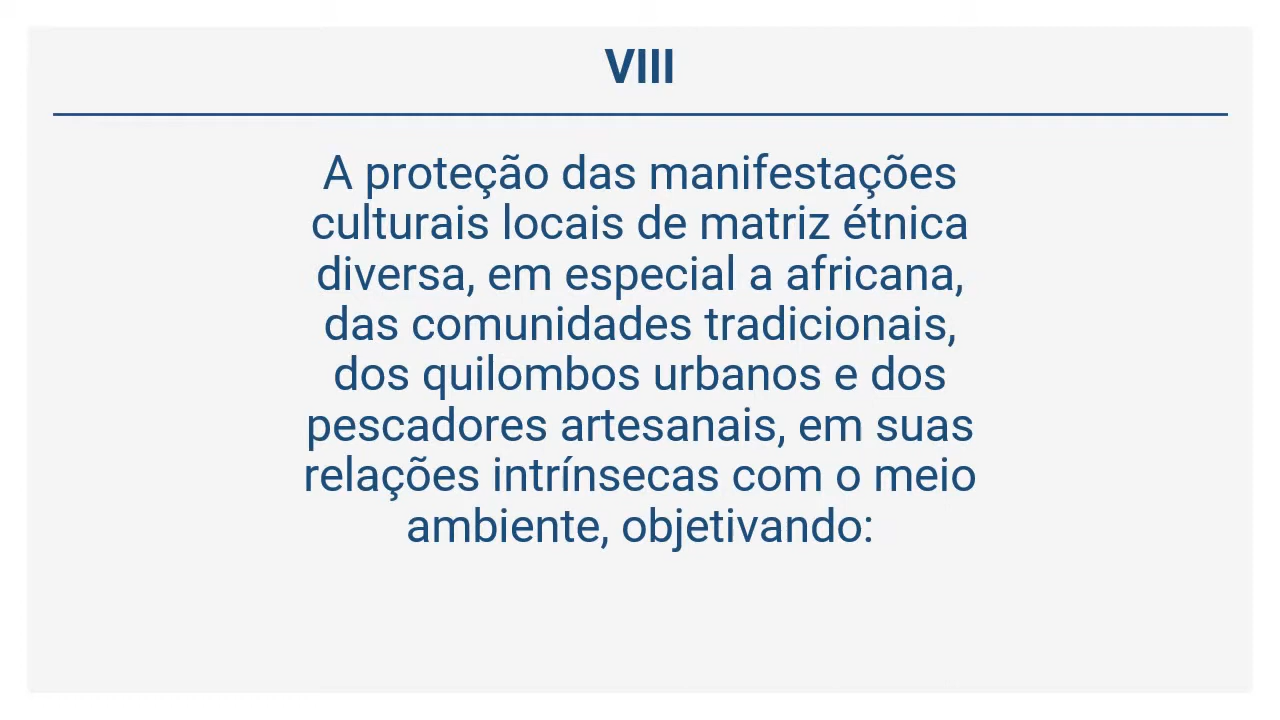 VIII
A proteção das manifestações
culturais locais de matriz étnica
diversa, em especial a africana,
das comunidades tradicionais,
dos quilombos urbanos e dos
pescadores artesanais, em suas
relações intrínsecas com o meio
ambiente, objetivando: